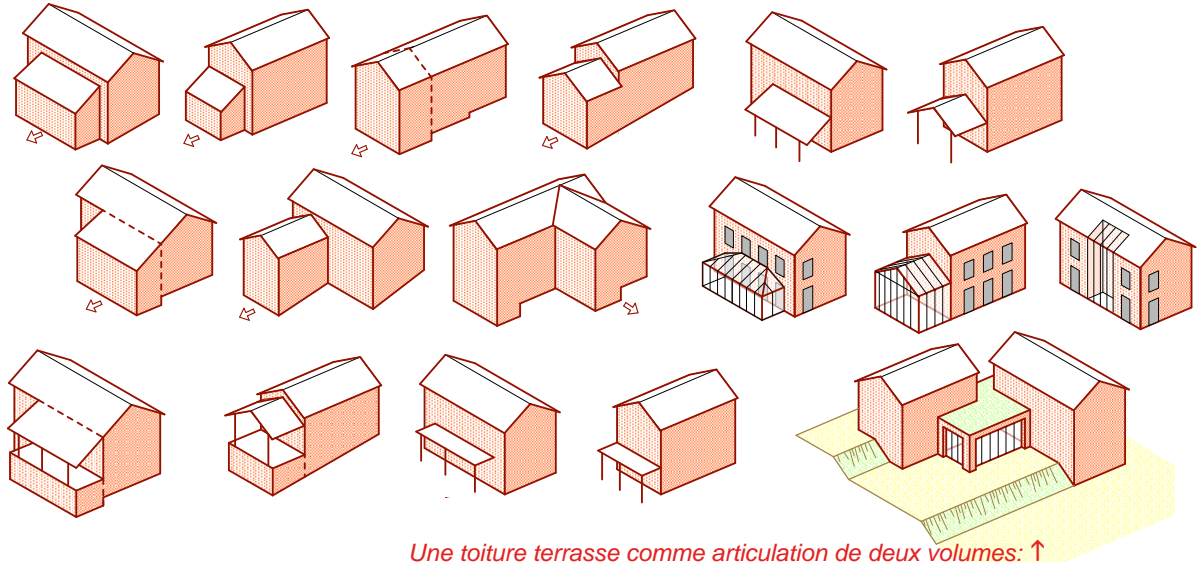 Une toiture terrasse comme articulation de deux volumes: ↑